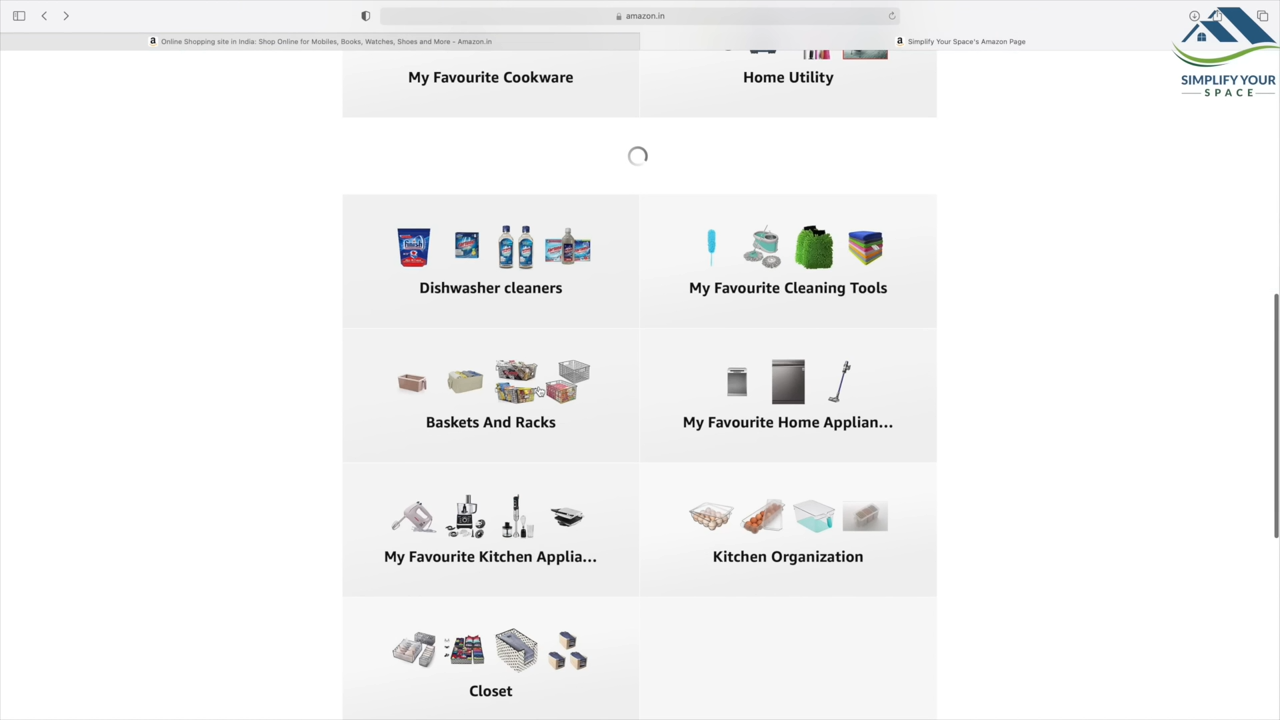 amazon.in
Online Shopping site in India: Shop Online for Mobiles, Books, Watches, Shoes and More - Amazon.in
Simplify Your Space's Amazon Page
SIMPLIFY YOUR
SPACE
My Favourite Cookware
Home Utility
Dishwasher cleaners
My Favourite Cleaning Tools
Baskets And Racks
My Favourite Home Applian...
My Favourite Kitchen Applia...
Kitchen Organization
Closet